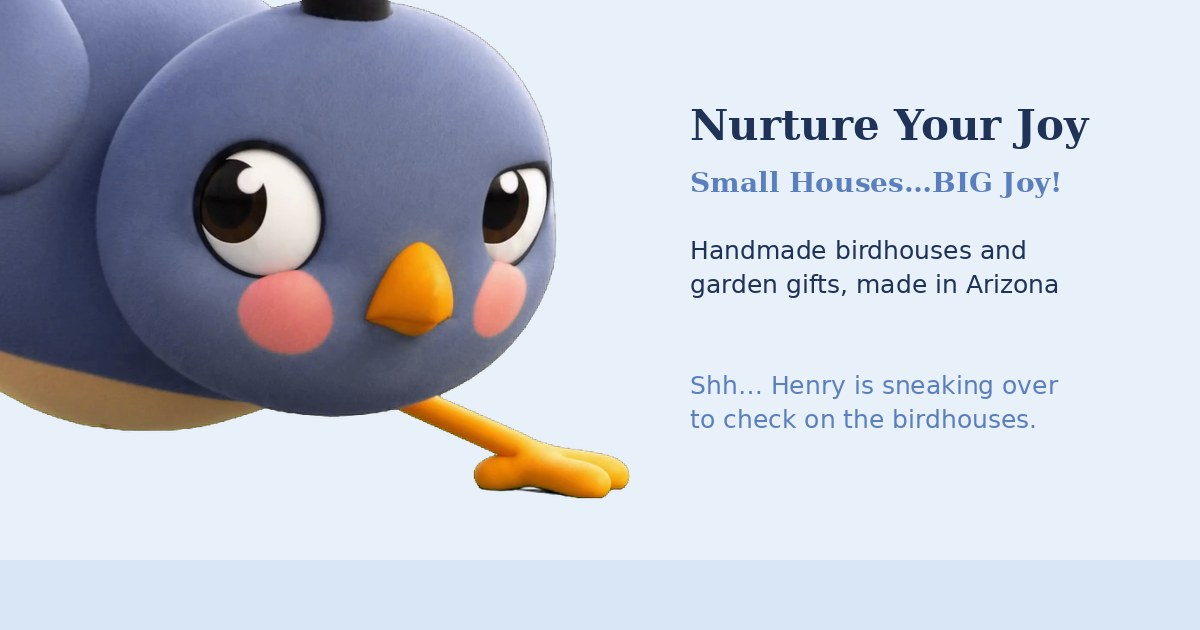 Nurture Your Joy
Small Houses...BIG Joy!
Handmade birdhouses and
garden gifts, made in Arizona
Shh... Henry is sneaking over
to check on the birdhouses.